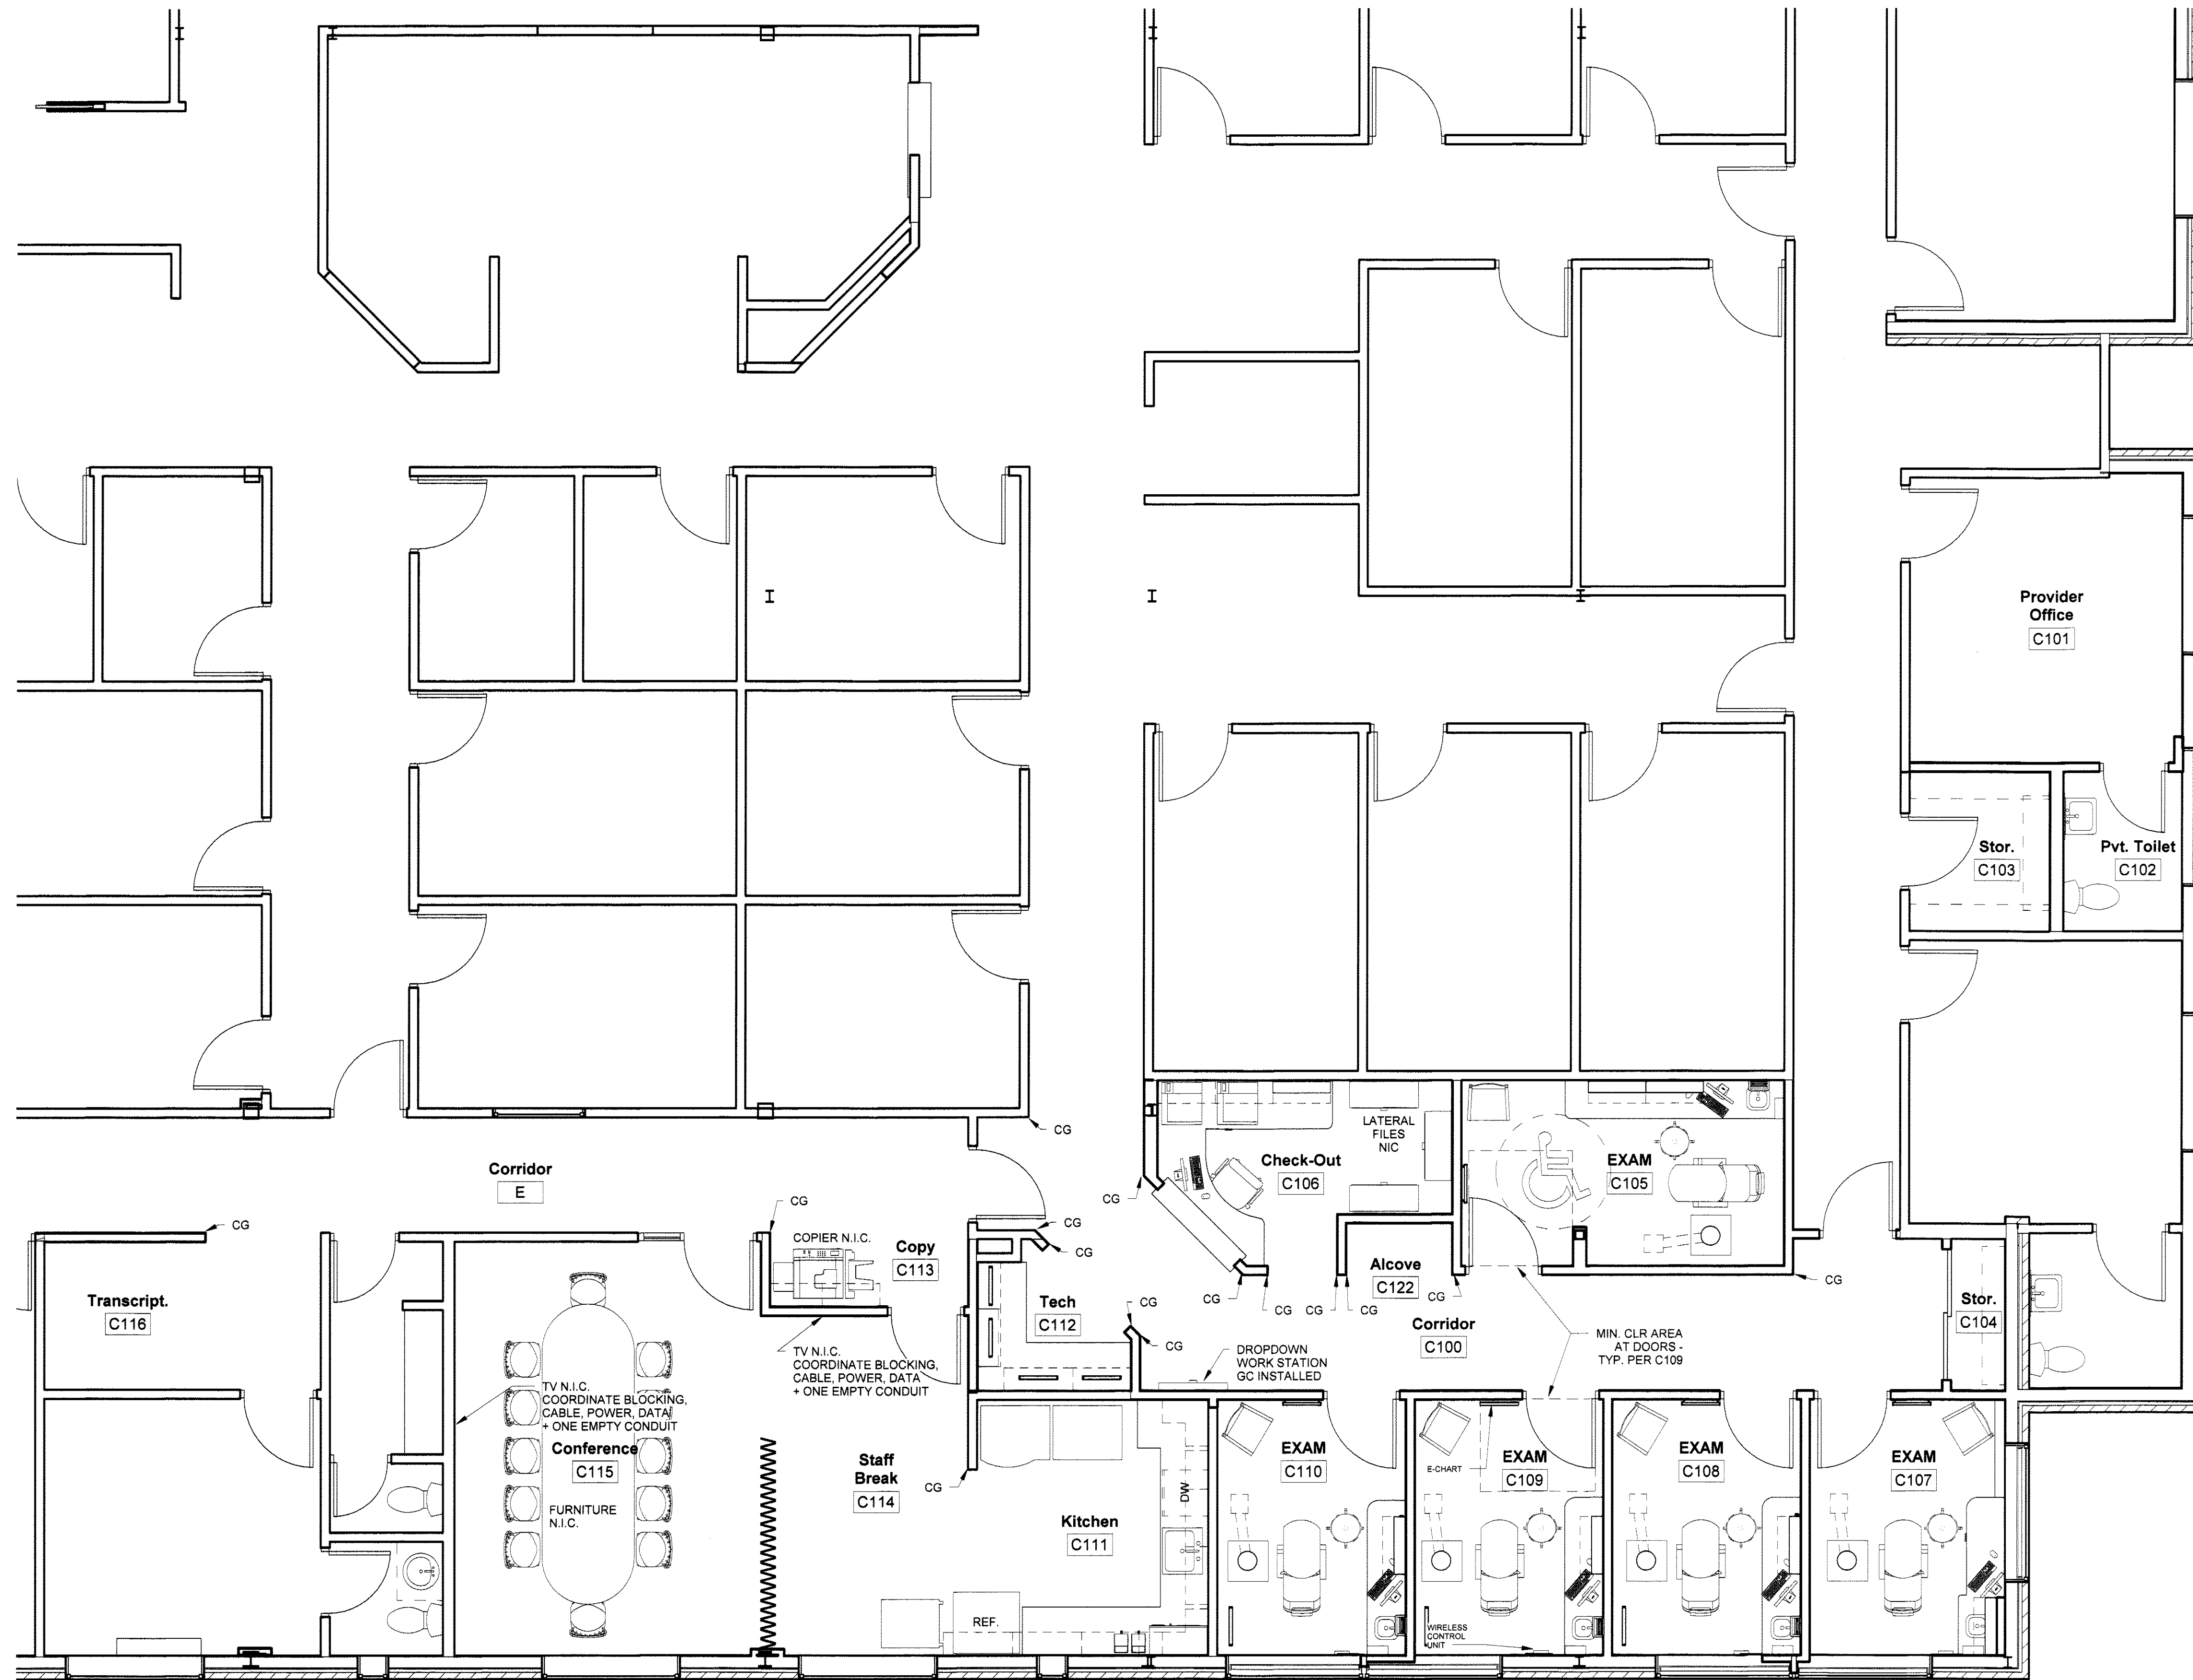 Provider
Office
C101
Stor.
C103
Pvt. Toilet
C102
CG
LATERAL
FILES
NIC
Check-Out
C106
EXAM
C105
Corridor
E
CG
CG
CG
CG
CG
COPIER N.I.C.
Copy
C113
Alcove
C122
CG
CG
CG
CG
CG
CG
Transcript.
C116
Tech
C112
CG
CG
Corridor
C100
Stor.
C104
MIN. CLR AREA
AT DOORS -
TYP. PER C109
TV N.I.C.
COORDINATE BLOCKING,
CABLE, POWER, DATA
+ ONE EMPTY CONDUIT
DROPDOWN
WORK STATION
GC INSTALLED
TV N.I.C.
COORDINATE BLOCKING,
CABLE, POWER, DATA
+ ONE EMPTY CONDUIT
Conference
C115
FURNITURE
N.I.C.
Staff
Break
C114
CG
Kitchen
C111
DW
REF.
EXAM
C110
E-CHART
EXAM
C109
EXAM
C108
EXAM
C107
WIRELESS
CONTROL
UNIT